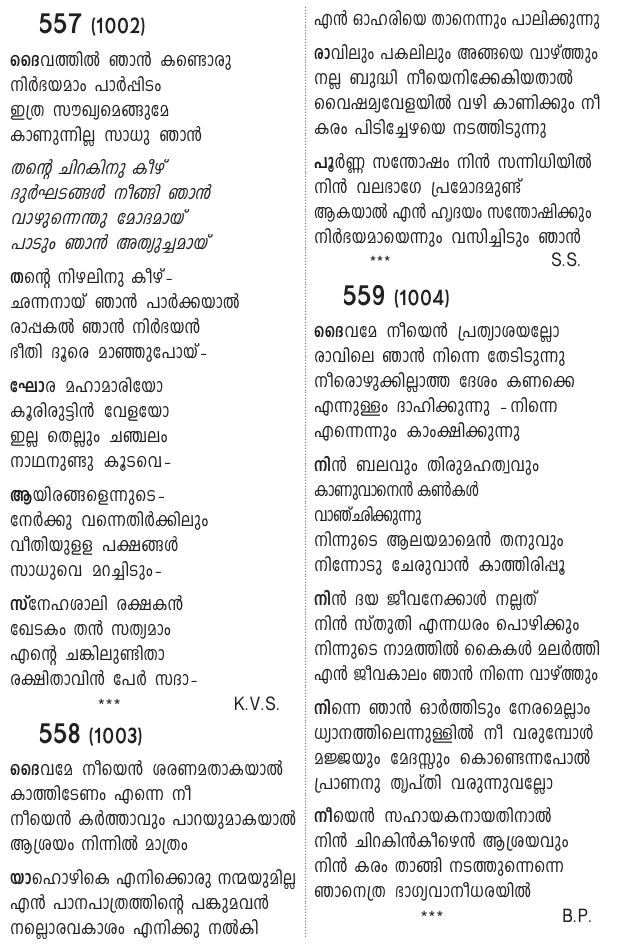 557 (1002)
ദൈവത്തിൽ ഞാൻ കണ്ടൊരു
നിർഭയമാം പാർപ്പിടം
ഇത്ര സൗഖ്യമെങ്ങുമേ
കാണുന്നില്ല സാധു ഞാൻ
തന്റെ ചിറകിനു കീഴ്
ദുർഘടങ്ങൾ നീങ്ങി ഞാൻ
വാഴുന്നെന്തു മോദമായ്
പാടും ഞാൻ അത്യുച്ചമായ്
തന്റെ നിഴലിനു കീഴ്-
ഛന്നനായ് ഞാൻ പാർക്കയാൽ
രാപ്പകൽ ഞാൻ നിർഭയൻ
ഭീതി ദൂരെ മാഞ്ഞുപോയ്-
ഘോര മഹാമാരിയോ
കൂരിരുട്ടിൻ വേളയോ
ഇല്ല തെല്ലും ചഞ്ചലം
നാഥനുണ്ടു കൂടവെ-
ആയിരങ്ങളെന്നുടെ-
നേർക്കു വന്നെതിർക്കിലും
വീതിയുളള പക്ഷങ്ങൾ
സാധുവെ മറച്ചിടും-
സ്നേഹശാലി രക്ഷകൻ
ഖേടകം തൻ സത്യമാം
എന്റെ ചങ്കിലുണ്ടിതാ
രക്ഷിതാവിൻ പേർ സദാ-
*** K.V.S.
558 (1003)
ദൈവമേ നീയെൻ ശരണമതാകയാൽ
കാത്തിടേണം എന്നെ നീ
നീയെൻ കർത്താവും പാറയുമാകയാൽ
ആശ്രയം നിന്നിൽ മാത്രം
യാഹൊഴികെ എനിക്കൊരു നന്മയുമില്ല
എൻ പാനപാത്രത്തിന്റെ പങ്കുമവൻ
നല്ലൊരവകാശം എനിക്കു നൽകി
എൻ ഓഹരിയെ താനെന്നും പാലിക്കുന്നു
രാവിലും പകലിലും അങ്ങയെ വാഴ്ത്തും
നല്ല ബുദ്ധി നീയെനിക്കേകിയതാൽ
വൈഷമ്യവേളയിൽ വഴി കാണിക്കും നീ
കരം പിടിച്ചേഴയെ നടത്തിടുന്നു
പൂർണ്ണ സന്തോഷം നിൻ സന്നിധിയിൽ
നിൻ വലഭാഗേ പ്രമോദമുണ്ട്
ആകയാൽ എൻ ഹൃദയം സന്തോഷിക്കും
നിർഭയമായെന്നും വസിച്ചിടും ഞാൻ
*** S.S.
559 (1004)
ദൈവമേ നീയെൻ പ്രത്യാശയല്ലോ
രാവിലെ ഞാൻ നിന്നെ തേടിടുന്നു
നീരൊഴുക്കില്ലാത്ത ദേശം കണക്കെ
എന്നുള്ളം ദാഹിക്കുന്നു -നിന്നെ
എന്നെന്നും കാംക്ഷിക്കുന്നു
നിൻ ബലവും തിരുമഹത്വവും
കാണുവാനെൻ കൺകൾ
വാഞ്ഛിക്കുന്നു
നിന്നുടെ ആലയമാമെൻ തനുവും
നിന്നോടു ചേരുവാൻ കാത്തിരിപ്പൂ
നിൻ ദയ ജീവനേക്കാൾ നല്ലത്
നിൻ സ്തുതി എന്നധരം പൊഴിക്കും
നിന്നുടെ നാമത്തിൽ കൈകൾ മലർത്തി
എൻ ജീവകാലം ഞാൻ നിന്നെ വാഴ്ത്തും
നിന്നെ ഞാൻ ഓർത്തിടും നേരമെല്ലാം
ധ്യാനത്തിലെന്നുള്ളിൽ നീ വരുമ്പോൾ
മജ്ജയും മേദസ്സും കൊണ്ടെന്നപോൽ
പ്രാണനു തൃപ്തി വരുന്നുവല്ലോ
നീയെൻ സഹായകനായതിനാൽ
നിൻ ചിറകിൻകീഴെൻ ആശ്രയവും
നിൻ കരം താങ്ങി നടത്തുന്നെന്നെ
ഞാനെത്ര ഭാഗ്യവാനീധരയിൽ
*** B.P.